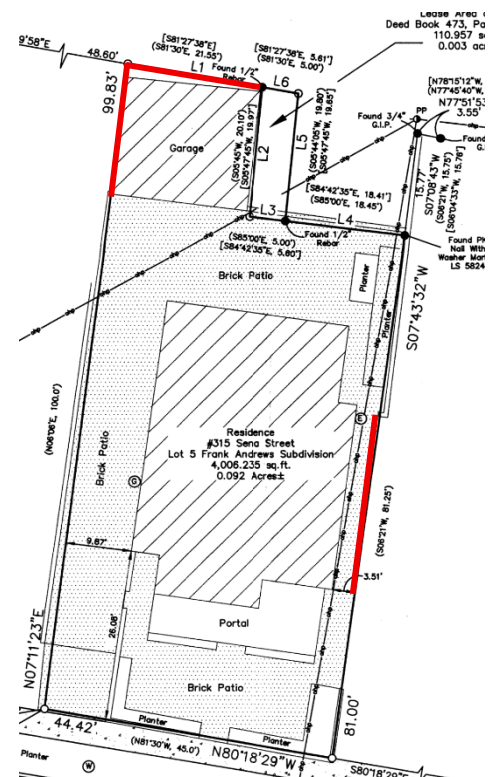 Lease Area
Deed Book 473, Pa
110.957 s
0.003 ac
9°58"E
48.60'
[S81°27'38"E]
(S81°30'E, 21.55')
L1
Found 1/2"
Rebar
[S81°27'38"E, 5.61']
(S81°30'E, 5.00')
L6
99.83'
Garage
(S05°45'W, 20.10')
[S05°47'45"W, 19.97']
L2
L5
[S05°44'05"W, 19.80']
(S05°47'45"W, 19.65')
Found 3/4"
G.I.P.
PP
[N78°15'12"W,
(N77°45'40"W,
N77°51'53
3.55'
Found
G.
15.77'
S07°08'43"W
(S06°21'W, 15.75')
[S06°04'33"W, 15.76']
[S84°42'35"E, 18.41']
(S85°00'E, 18.45')
L3
L4
(S85°00'E, 5.00')
[S84°42'35"E, 5.80']
Found 1/2"
Rebar
Found PK
Nail With
Washer Mar
LS 5824
Brick Patio
Planter
Planter
S07°43'32"W
(N06°06'E, 100.0')
Brick Patio
Residence
#315 Sena Street
Lot 5 Frank Andrews Subdivision
4,006.235 sq.ft.
0.092 Acres±
E
G
(S06°21'W, 81.25')
9.67'
3.51'
Portal
26.08'
N07°11'23"E
Brick Patio
Planter
Planter
81.00'
44.42'
(N81°30'W, 45.0')
N80°18'29"W
S80°18'29"
Planter
W